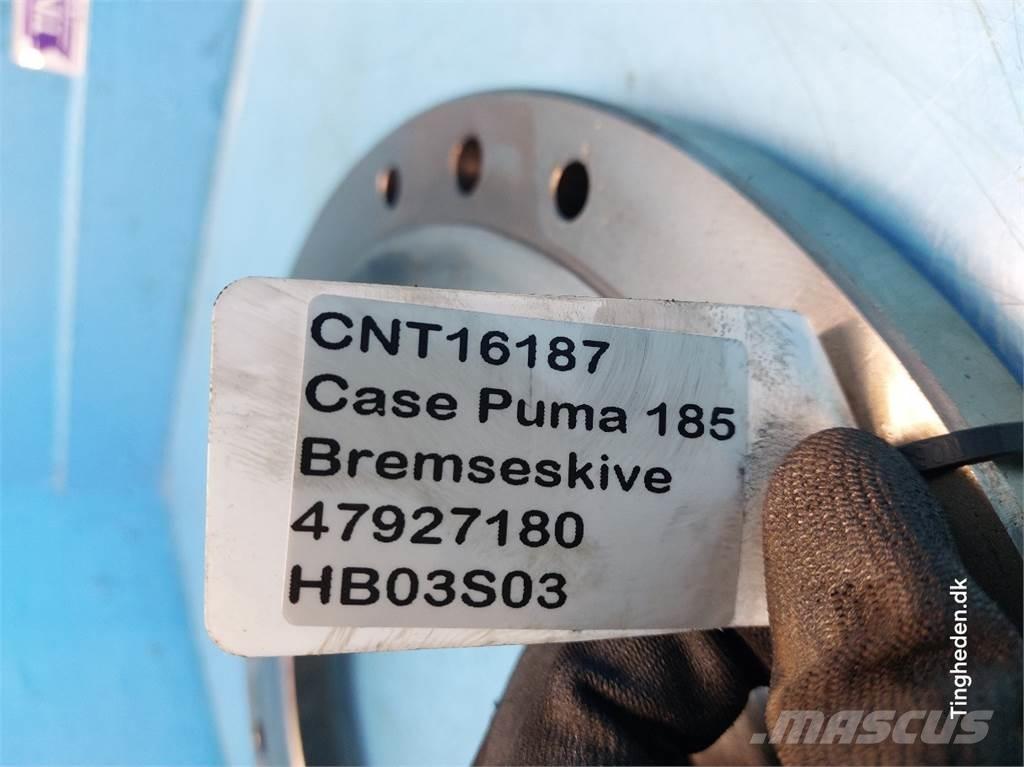 CNT16187
Case Puma 185
Bremseskive
47927180
HB03S03
Tingheden.dk
MASCUS